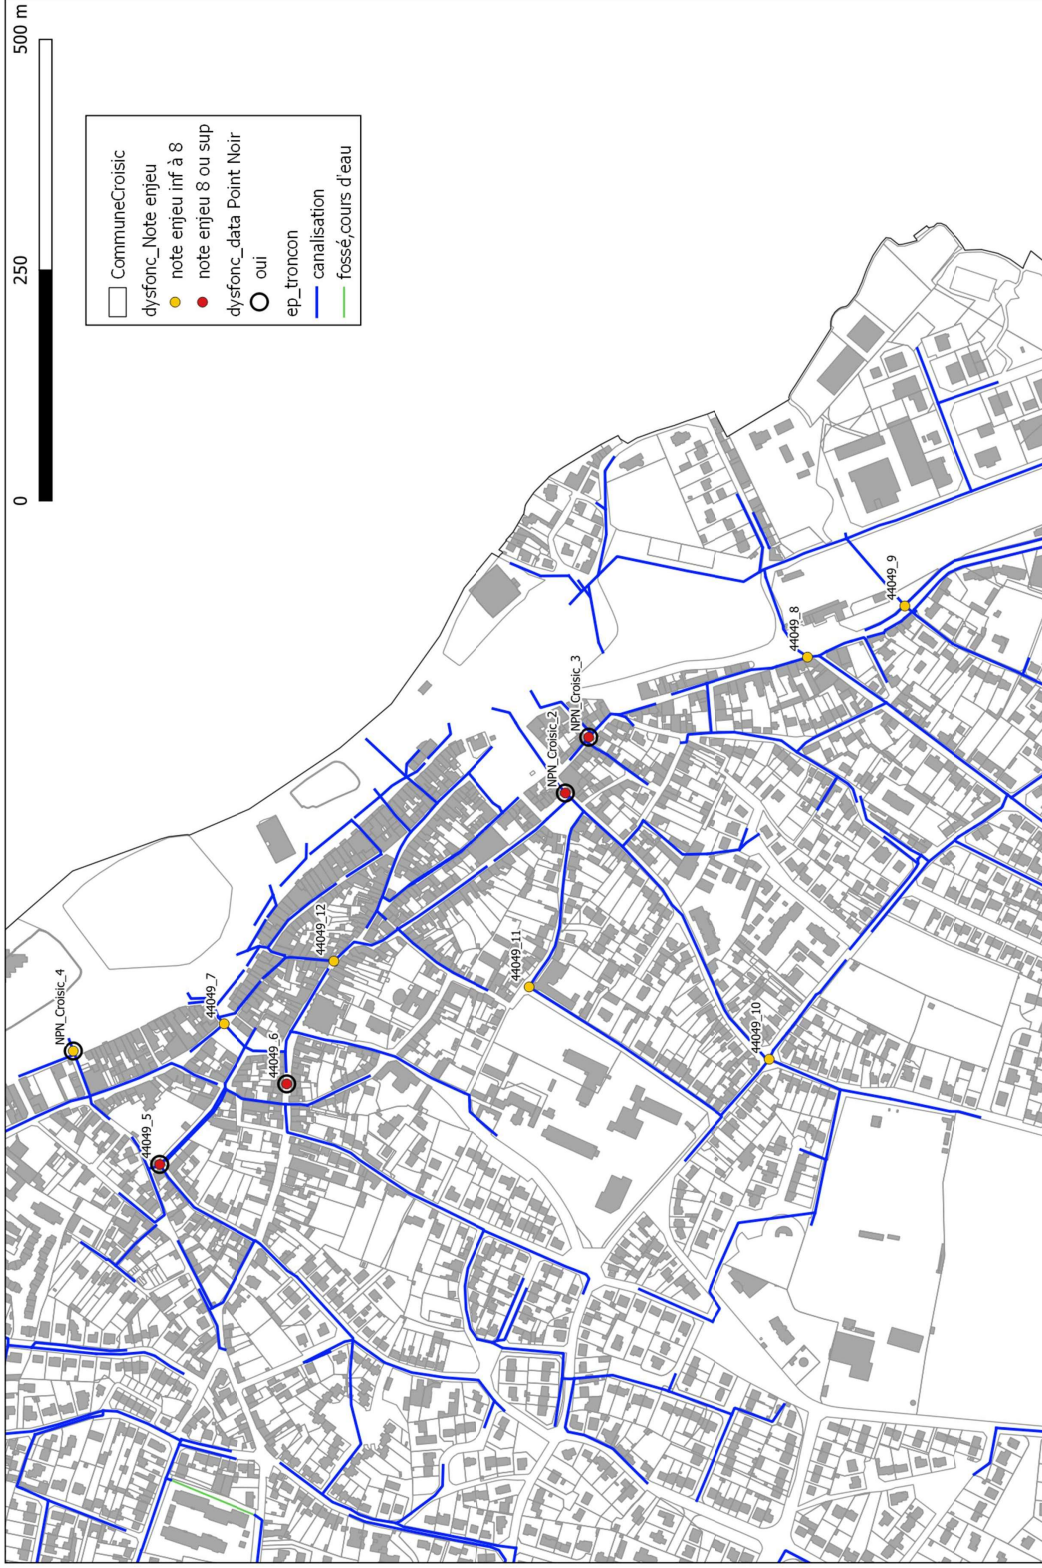 0
250
500 m
CommuneCroisic
dysfonc_Note enjeu
note enjeu inf à 8
note enjeu 8 ou sup
dysfonc_data Point Noir
oui
ep_troncon
canalisation
fossé,cours d'eau
NPN_Croisic_4
44049_5
44049_7
44049_6
44049_12
44049_11
NPN_Croisic_2
NPN_Croisic_3
44049_10
44049_8
44049_9